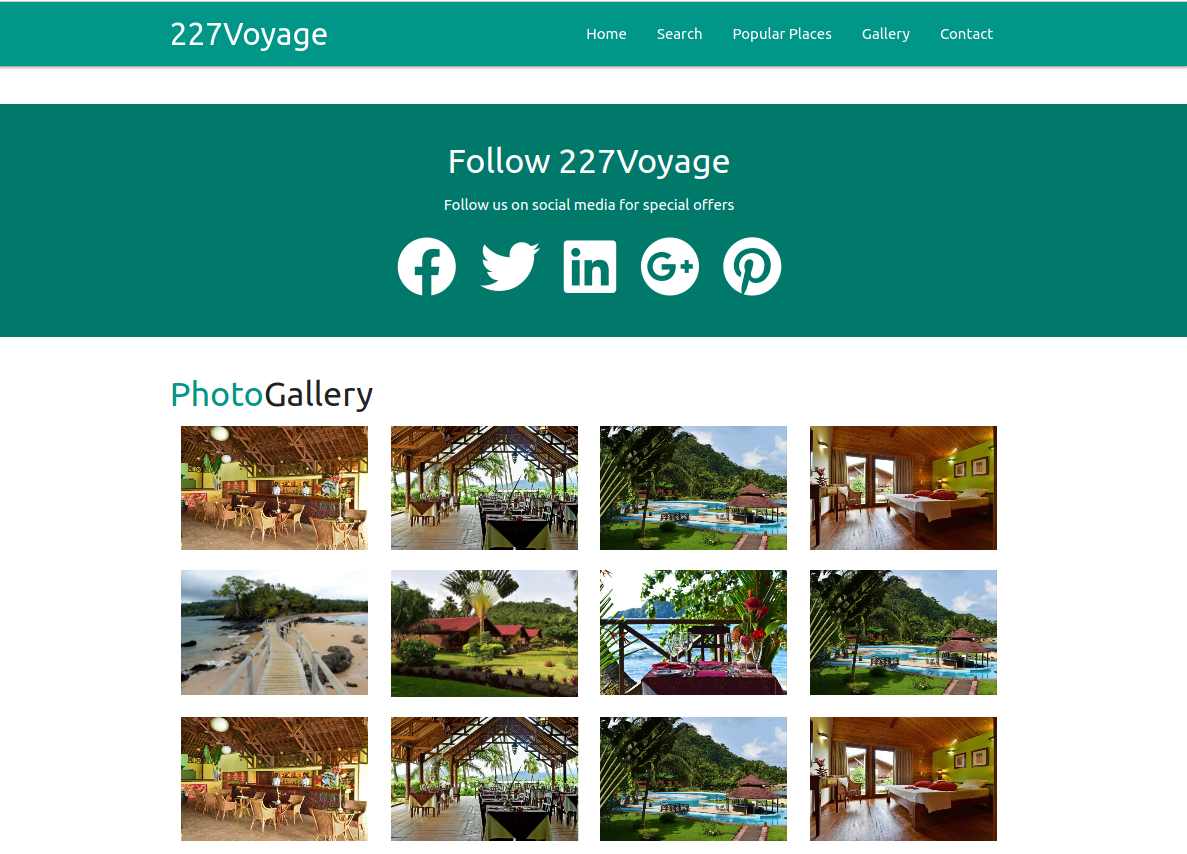 227Voyage
Home Search Popular Places Gallery Contact
Follow 227Voyage
Follow us on social media for special offers
PhotoGallery